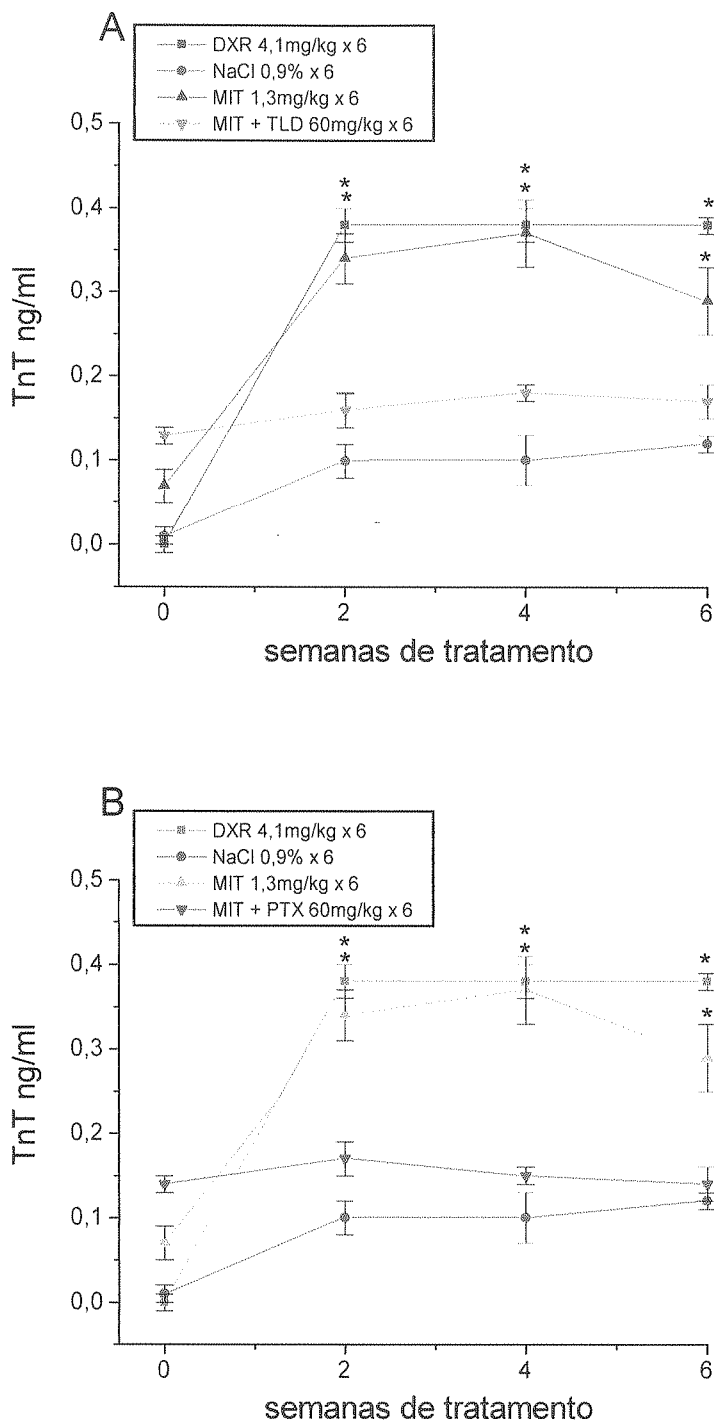 A
DXR 4,1mg/kg x 6
NaCl 0,9% x 6
MIT 1,3mg/kg x 6
MIT + TLD 60mg/kg x 6
0,5
0,4
0,3
0,2
0,1
0,0
TnT ng/ml
* * *
* * *
0 2 4 6
semanas de tratamento
B
DXR 4,1mg/kg x 6
NaCl 0,9% x 6
MIT 1,3mg/kg x 6
MIT + PTX 60mg/kg x 6
0,5
0,4
0,3
0,2
0,1
0,0
TnT ng/ml
* * *
* * *
0 2 4 6
semanas de tratamento